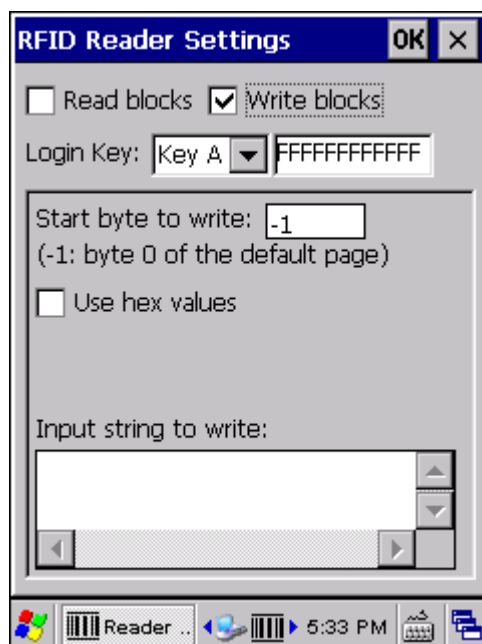 RFID Reader Settings OK ×
Read blocks Write blocks
Login Key: Key A FFFFFFFFFFFF
Start byte to write: -1
(-1: byte 0 of the default page)
Use hex values
Input string to write:
Reader .. 5:33 PM